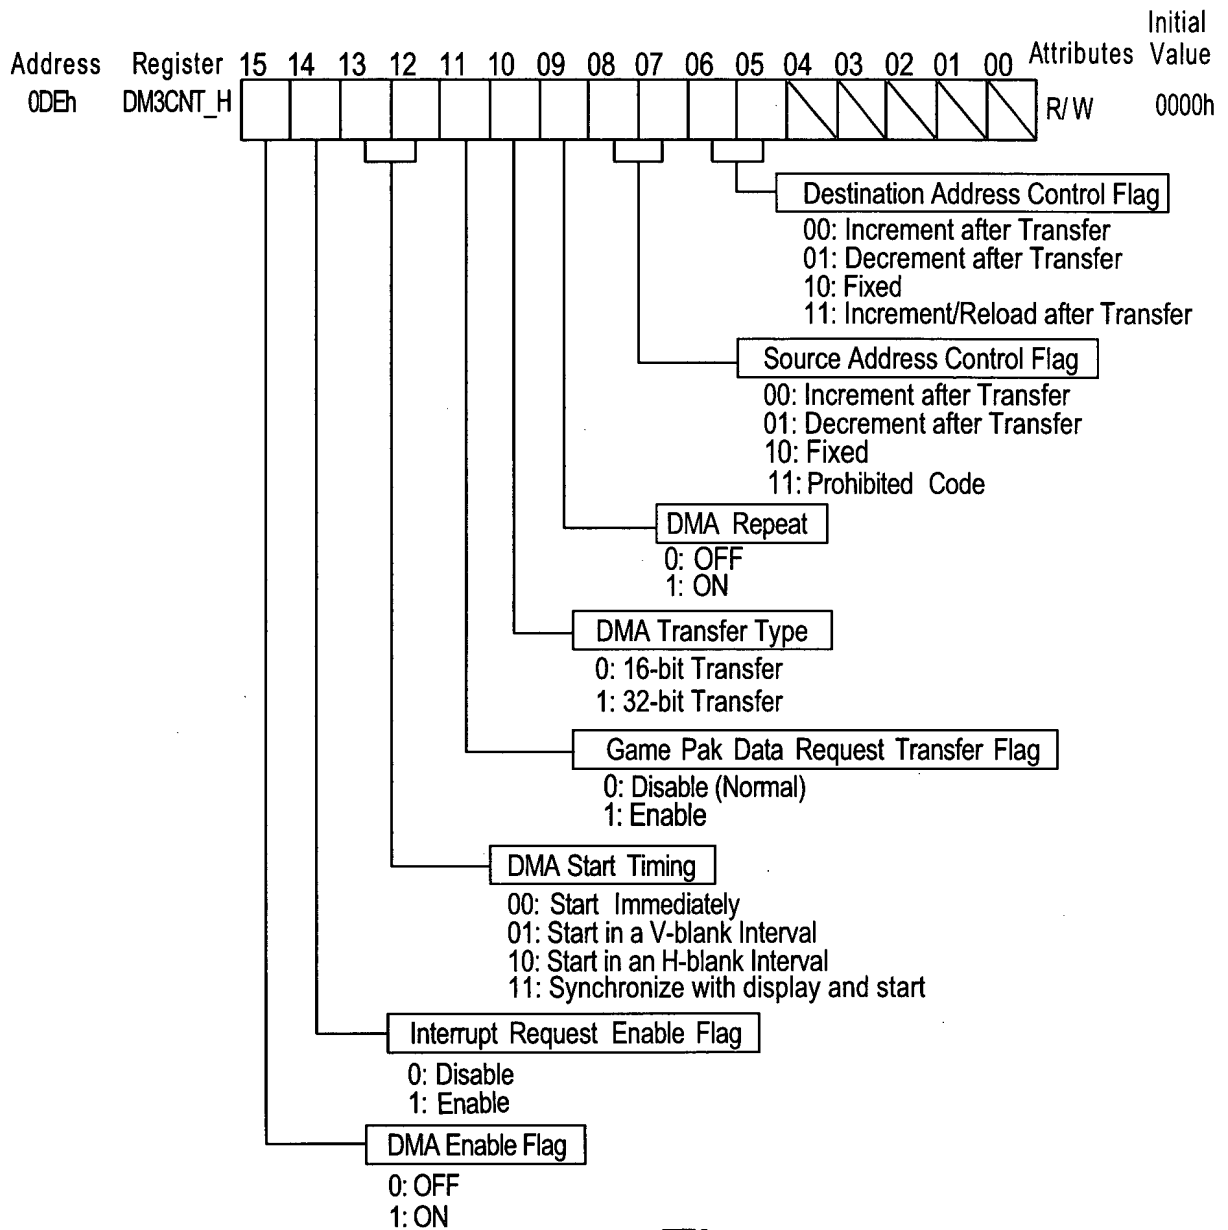 Initial
Address Register 15 14 13 12 11 10 09 08 07 06 05 04 03 02 01 00 Attributes Value
0DEh DM3CNT_H R/W 0000h
Destination Address Control Flag
00: Increment after Transfer
01: Decrement after Transfer
10: Fixed
11: Increment/Reload after Transfer
Source Address Control Flag
00: Increment after Transfer
01: Decrement after Transfer
10: Fixed
11: Prohibited Code
DMA Repeat
0: OFF
1: ON
DMA Transfer Type
0: 16-bit Transfer
1: 32-bit Transfer
Game Pak Data Request Transfer Flag
0: Disable (Normal)
1: Enable
DMA Start Timing
00: Start Immediately
01: Start in a V-blank Interval
10: Start in an H-blank Interval
11: Synchronize with display and start
Interrupt Request Enable Flag
0: Disable
1: Enable
DMA Enable Flag
0: OFF
1: ON